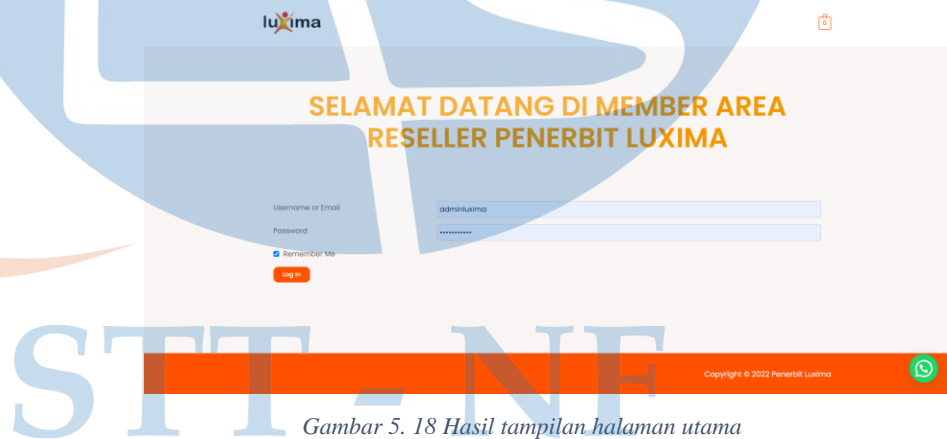 luxima
0
SELAMAT DATANG DI MEMBER AREA
RESELLER PENERBIT LUXIMA
Username or Email
adminluxima
Password
•••••••••••
Remember Me
Log In
Copyright © 2022 Penerbit Luxima
STT - NF
Gambar 5. 18 Hasil tampilan halaman utama